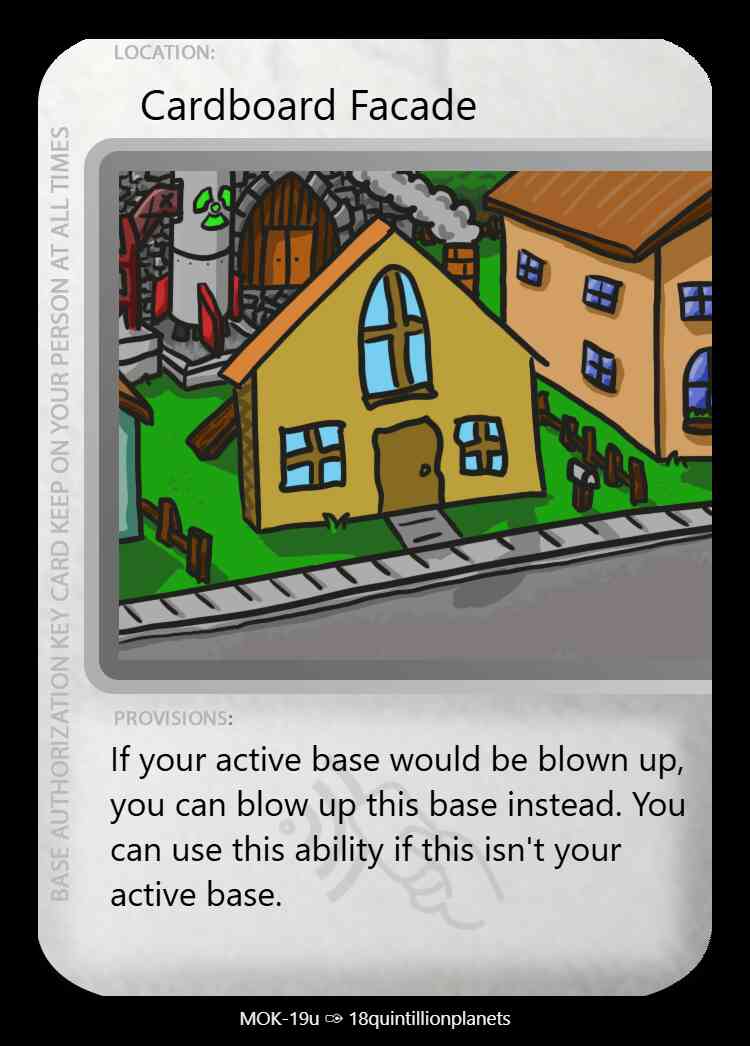 LOCATION:
Cardboard Facade
BASE AUTHORIZATION KEY CARD KEEP ON YOUR PERSON AT ALL TIMES
PROVISIONS:
If your active base would be blown up,
you can blow up this base instead. You
can use this ability if this isn't your
active base.
MOK-19u ✑ 18quintillionplanets